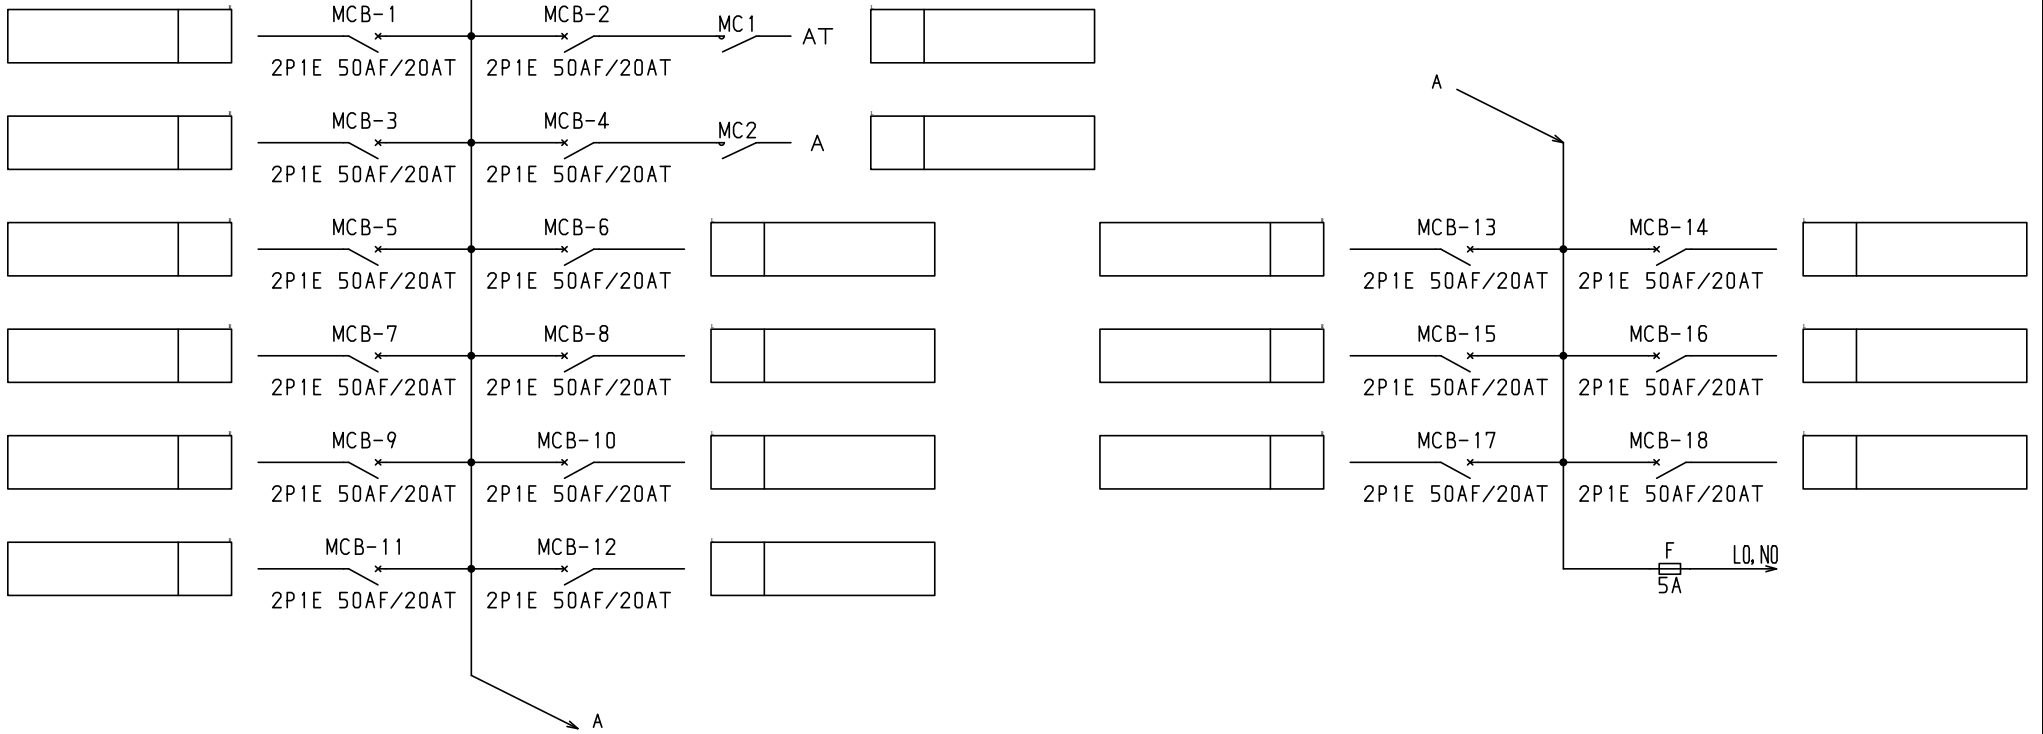 MCB-1 MCB-2 MC1 AT
2P1E 50AF/20AT 2P1E 50AF/20AT
MCB-3 MCB-4 MC2 A
2P1E 50AF/20AT 2P1E 50AF/20AT
MCB-5 MCB-6
2P1E 50AF/20AT 2P1E 50AF/20AT
MCB-7 MCB-8
2P1E 50AF/20AT 2P1E 50AF/20AT
MCB-9 MCB-10
2P1E 50AF/20AT 2P1E 50AF/20AT
MCB-11 MCB-12
2P1E 50AF/20AT 2P1E 50AF/20AT
A
A
MCB-13 MCB-14
2P1E 50AF/20AT 2P1E 50AF/20AT
MCB-15 MCB-16
2P1E 50AF/20AT 2P1E 50AF/20AT
MCB-17 MCB-18
2P1E 50AF/20AT 2P1E 50AF/20AT
F L0,N0
5A